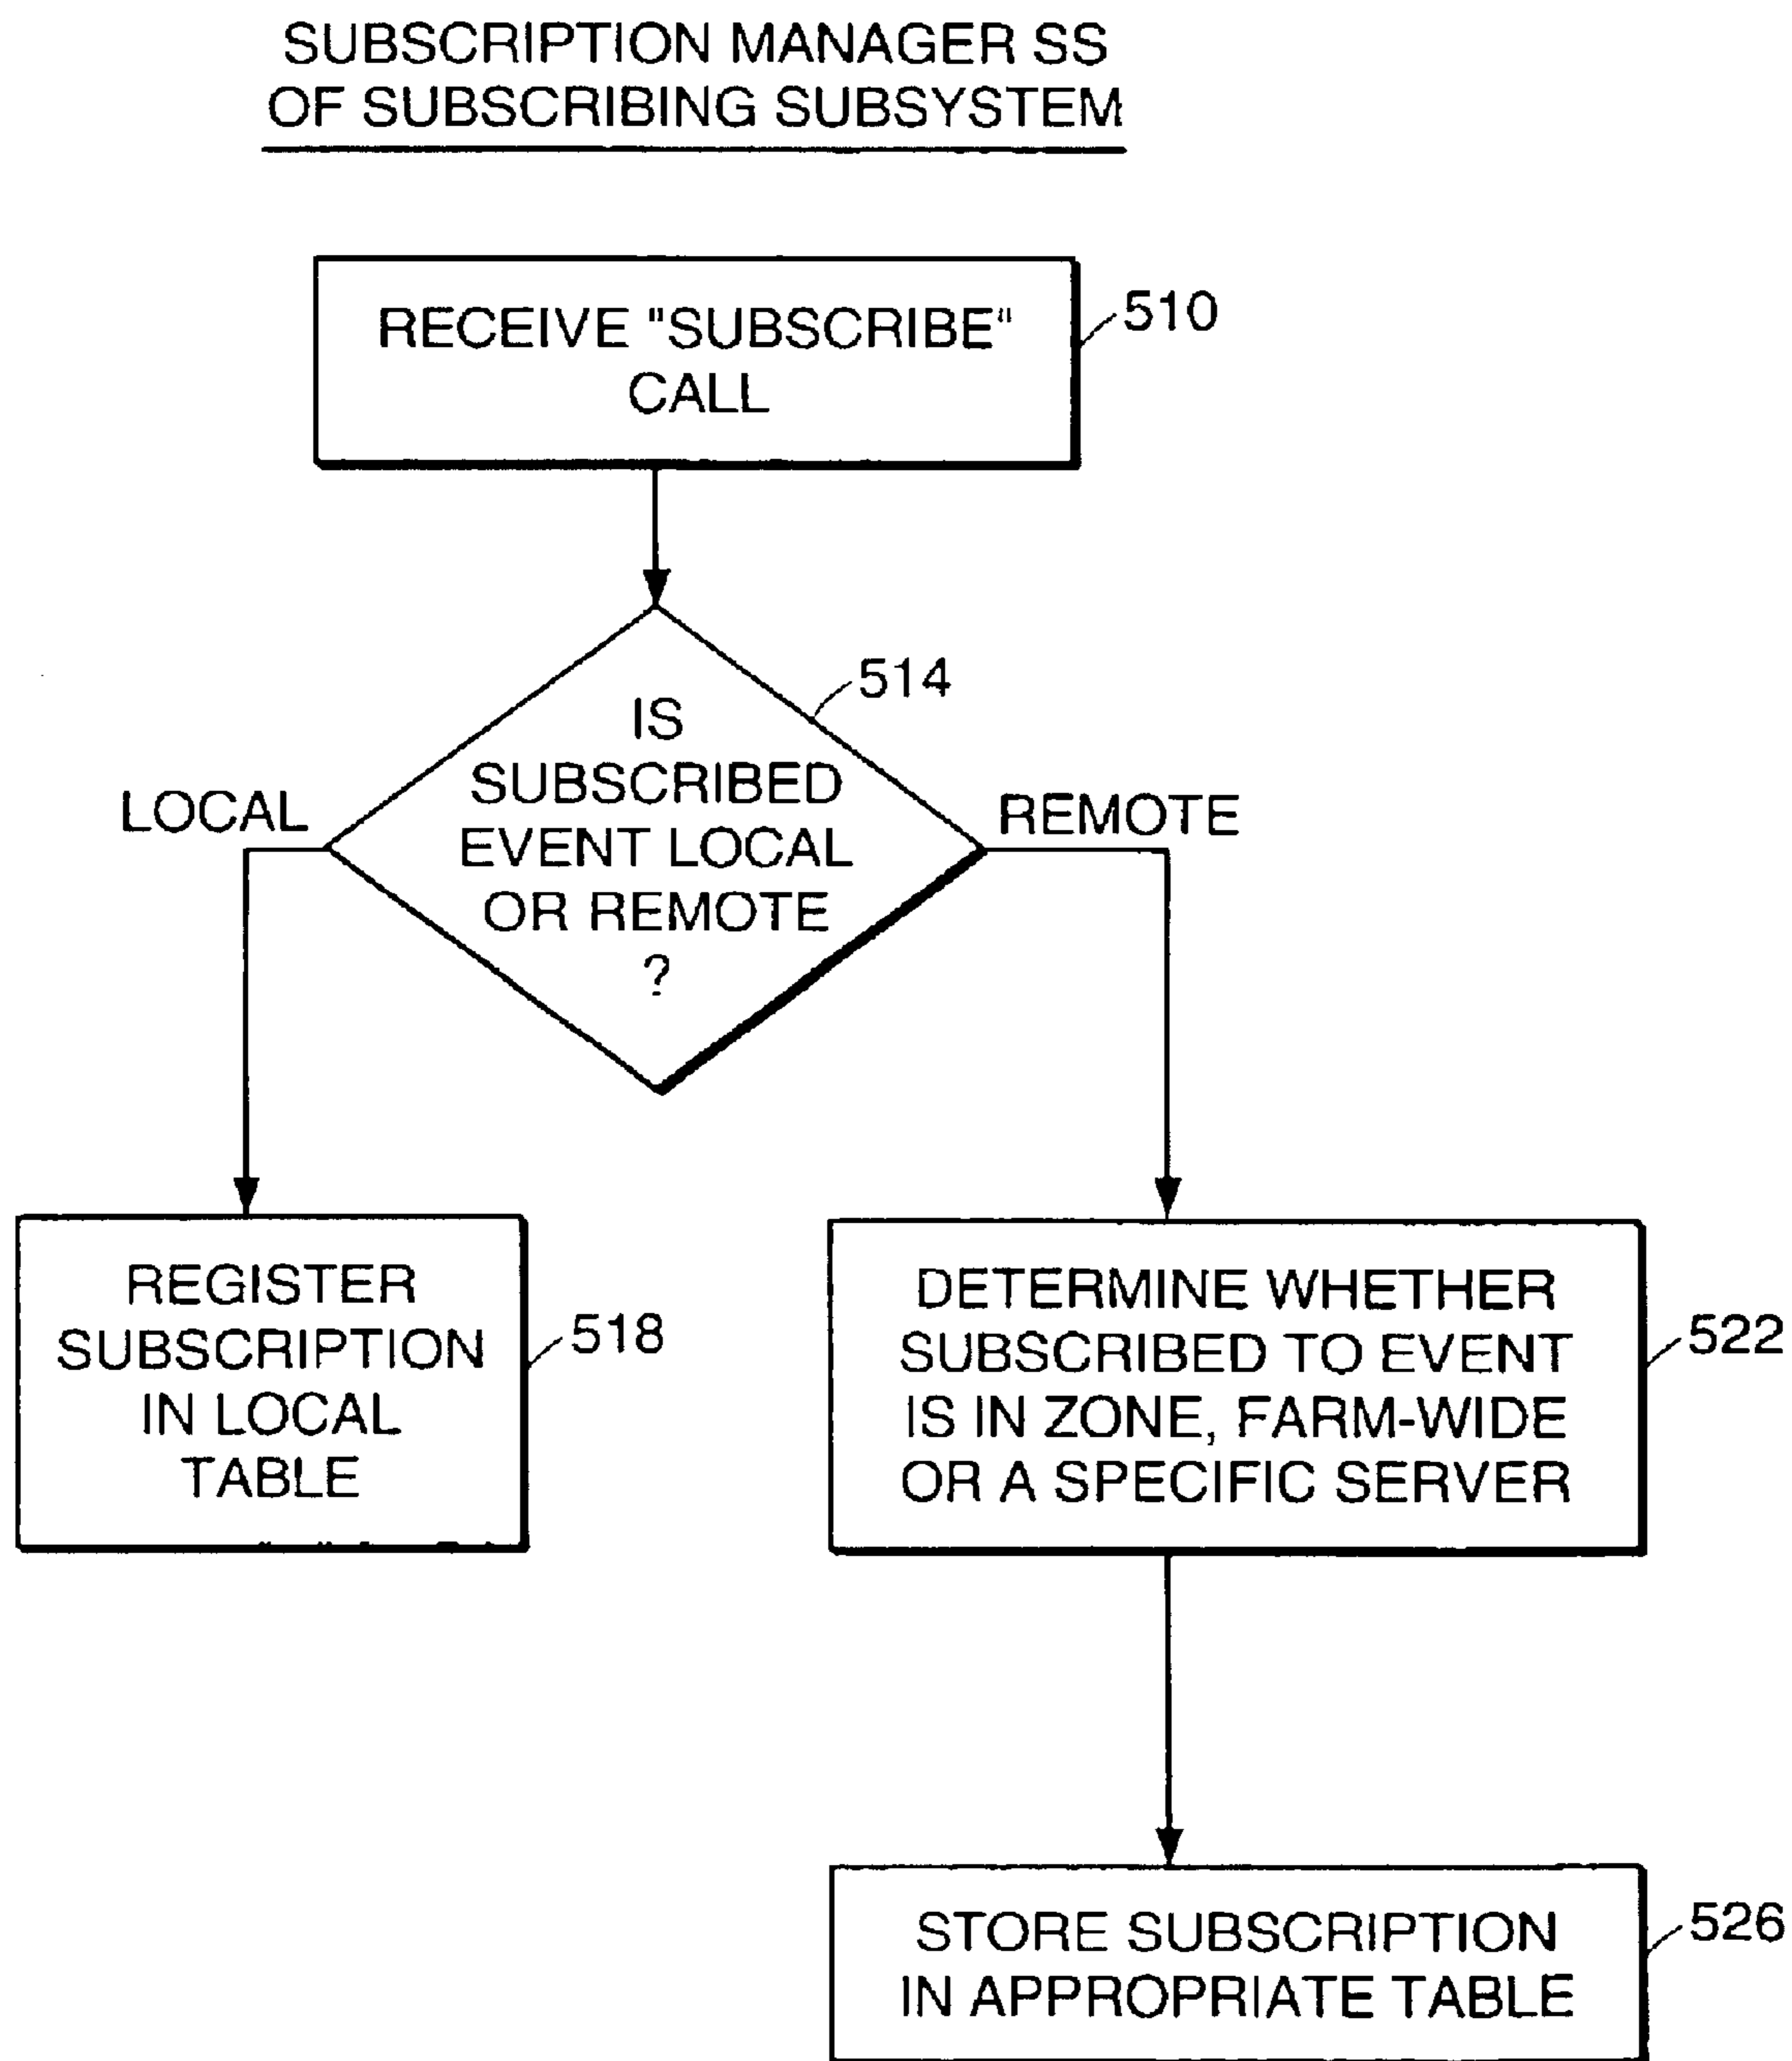 SUBSCRIPTION MANAGER SS
OF SUBSCRIBING SUBSYSTEM
RECEIVE "SUBSCRIBE"
CALL
510
514
IS
SUBSCRIBED
EVENT LOCAL
OR REMOTE
?
LOCAL
REMOTE
REGISTER
SUBSCRIPTION
IN LOCAL
TABLE
518
DETERMINE WHETHER
SUBSCRIBED TO EVENT
IS IN ZONE, FARM-WIDE
OR A SPECIFIC SERVER
522
STORE SUBSCRIPTION
IN APPROPRIATE TABLE
526